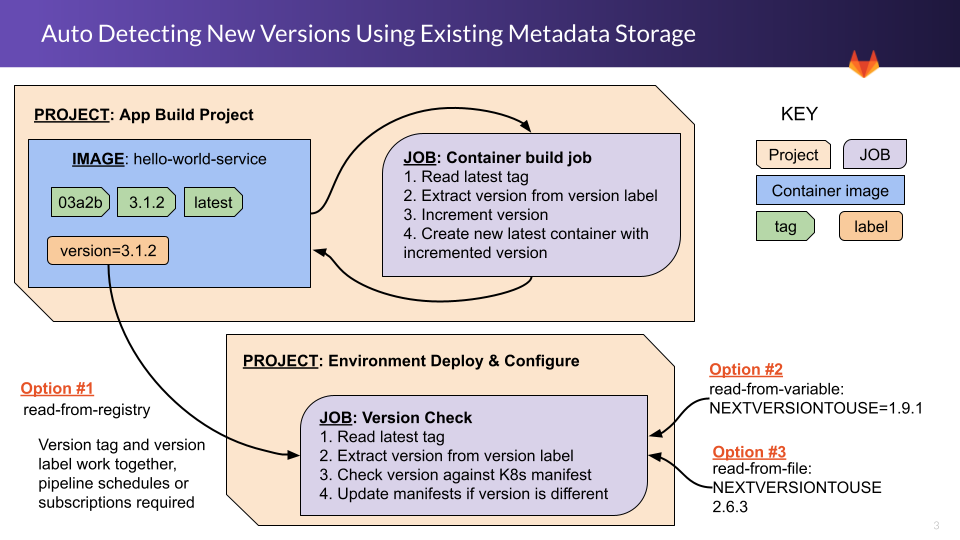 Auto Detecting New Versions Using Existing Metadata Storage
PROJECT: App Build Project
IMAGE: hello-world-service
03a2b
3.1.2
latest
version=3.1.2
JOB: Container build job
1. Read latest tag
2. Extract version from version label
3. Increment version
4. Create new latest container with
incremented version
KEY
Project
JOB
Container image
tag
label
PROJECT: Environment Deploy & Configure
JOB: Version Check
1. Read latest tag
2. Extract version from version label
3. Check version against K8s manifest
4. Update manifests if version is different
Option #1
read-from-registry
Version tag and version
label work together,
pipeline schedules or
subscriptions required
Option #2
read-from-variable:
NEXTVERSIONTOUSE=1.9.1
Option #3
read-from-file:
NEXTVERSIONTOUSE
2.6.3
3